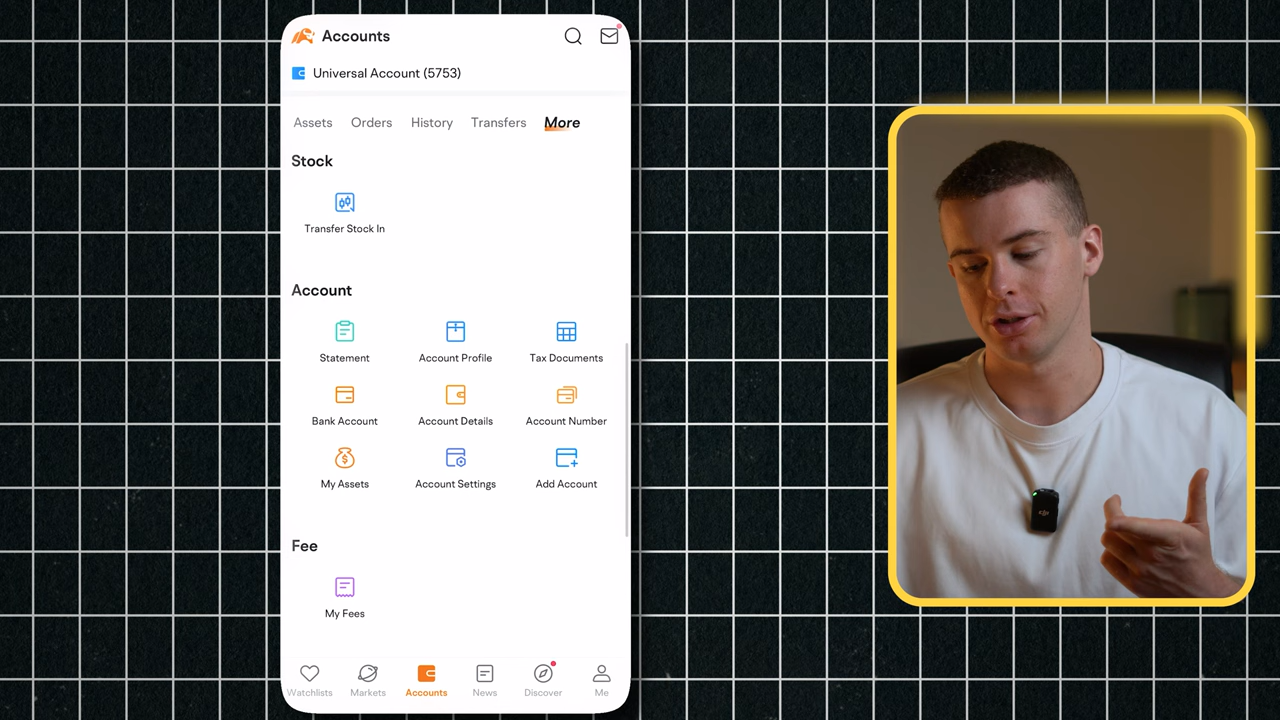 Accounts
Universal Account (5753)
Assets Orders History Transfers More
Stock
Transfer Stock In
Account
Statement Account Profile Tax Documents
Bank Account Account Details Account Number
My Assets Account Settings Add Account
Fee
My Fees
Watchlists Markets Accounts News Discover Me